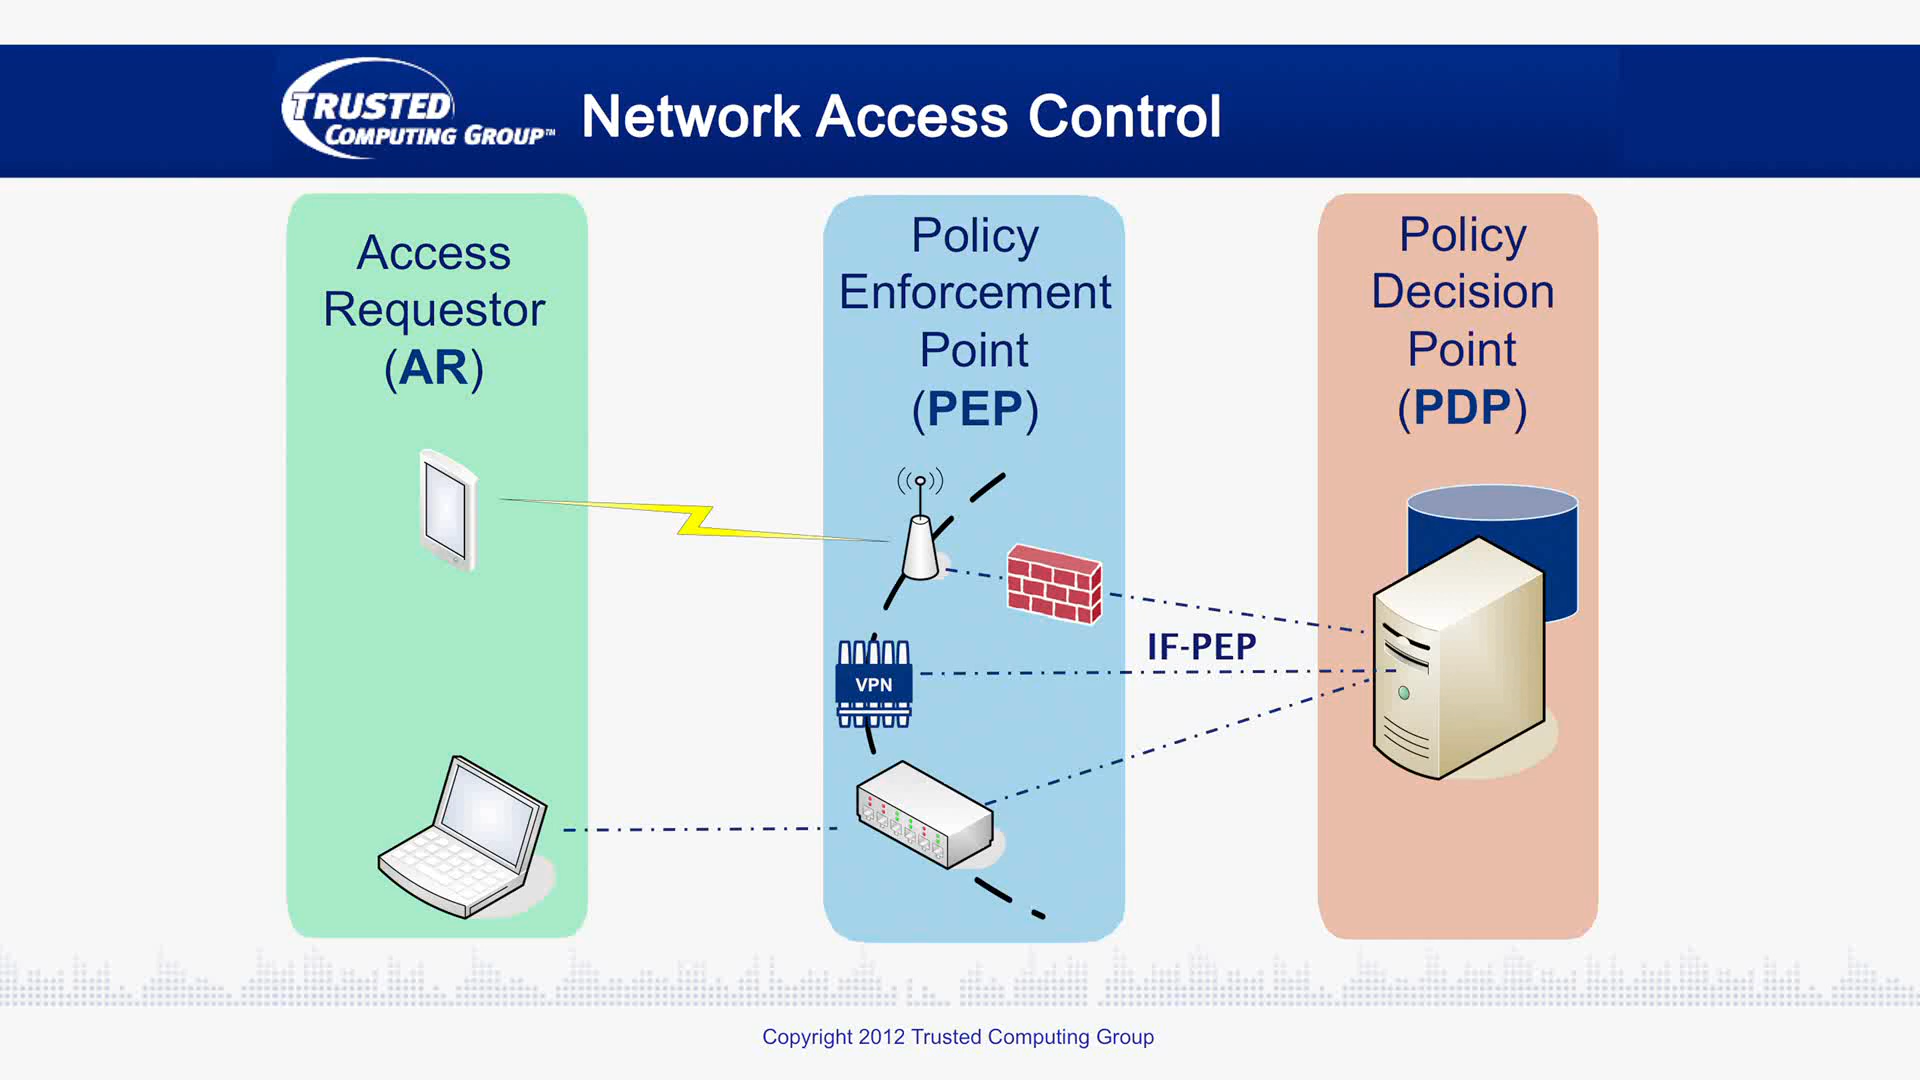 TRUSTED
COMPUTING GROUP™
Network Access Control
Access
Requestor
(AR)
Policy
Enforcement
Point
(PEP)
Policy
Decision
Point
(PDP)
IF-PEP
VPN
Copyright 2012 Trusted Computing Group